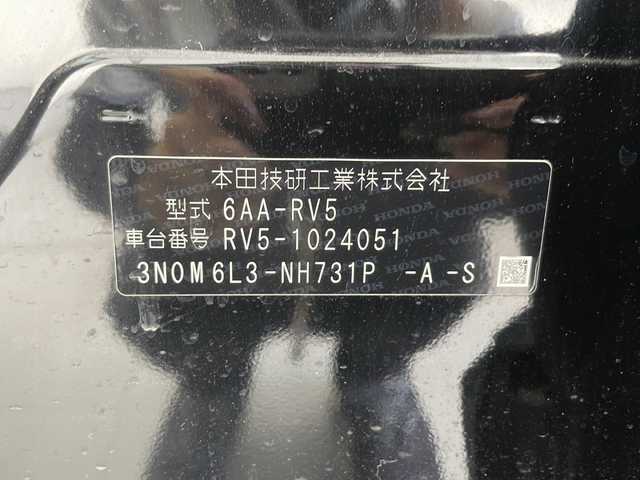 本田技研工業株式会社
型式 6AA-RV5
車台番号 RV5-1024051
3N0M6L3-NH731P -A-S